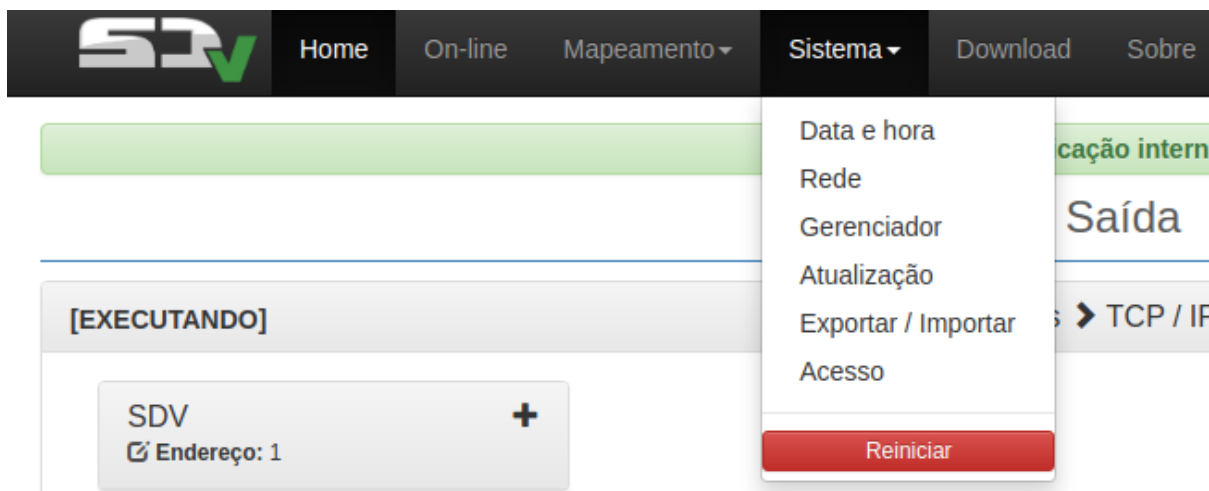 SDV Home On-line Mapeamento Sistema Download Sobre
Data e hora
cação intern
Rede
Gerenciador
Saída
Atualização
[EXECUTANDO]
Exportar / Importar
s > TCP / IP
Acesso
SDV
Endereço: 1
Reiniciar